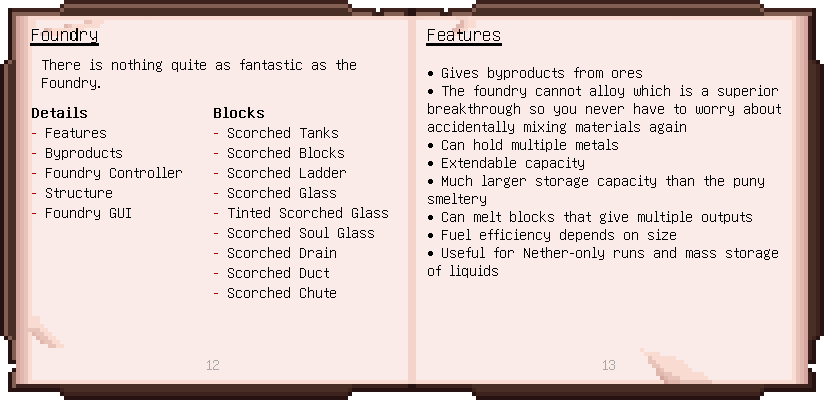 Foundry
There is nothing quite as fantastic as the
Foundry.
Details
- Features
- Byproducts
- Foundry Controller
- Structure
- Foundry GUI
Blocks
- Scorched Tanks
- Scorched Blocks
- Scorched Ladder
- Scorched Glass
- Tinted Scorched Glass
- Scorched Soul Glass
- Scorched Drain
- Scorched Duct
- Scorched Chute
12
Features
• Gives byproducts from ores
• The foundry cannot alloy which is a superior
breakthrough so you never have to worry about
accidentally mixing materials again
• Can hold multiple metals
• Extendable capacity
• Much larger storage capacity than the puny
smeltery
• Can melt blocks that give multiple outputs
• Fuel efficiency depends on size
• Useful for Nether-only runs and mass storage
of liquids
13